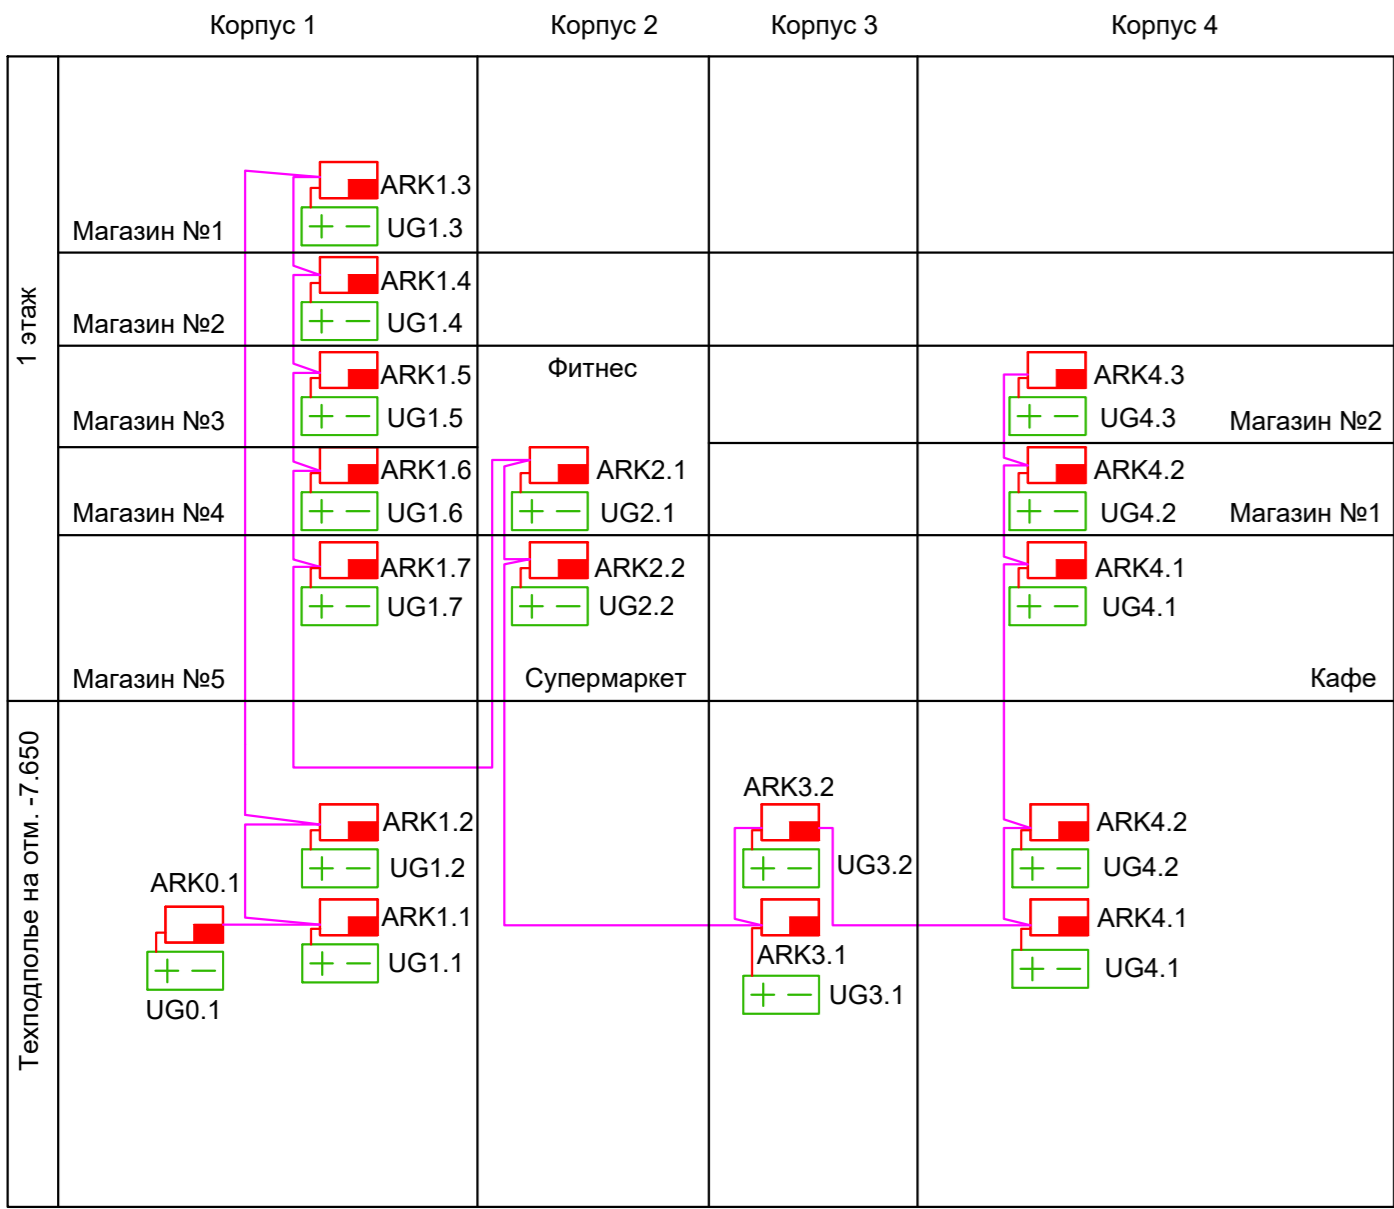 Корпус 1
Корпус 2
Корпус 3
Корпус 4
1 этаж
ARK1.3
Магазин №1
UG1.3
ARK1.4
Магазин №2
UG1.4
ARK1.5
Фитнес
ARK4.3
Магазин №3
UG1.5
UG4.3
Магазин №2
ARK1.6
ARK2.1
ARK4.2
Магазин №4
UG1.6
UG2.1
UG4.2
Магазин №1
ARK1.7
ARK2.2
ARK4.1
UG1.7
UG2.2
UG4.1
Магазин №5
Супермаркет
Кафе
Техподполье на отм. -7.650
ARK3.2
ARK1.2
ARK4.2
UG1.2
UG3.2
UG4.2
ARK0.1
ARK1.1
ARK4.1
ARK3.1
UG1.1
UG4.1
UG3.1
UG0.1